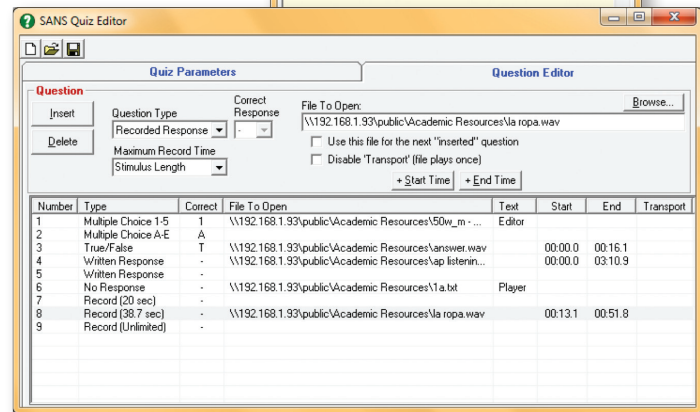 SANS Quiz Editor
Quiz Parameters Question Editor
Question
Insert
Delete
Question Type
Recorded Response
Maximum Record Time
Stimulus Length
Correct
Response
-
File To Open:
Browse...
\\192.168.1.93\public\Academic Resources\la ropa.wav
Use this file for the next "inserted" question
Disable 'Transport' (file plays once)
+ Start Time + End Time
Number Type Correct File To Open Text Start End Transport
1 Multiple Choice 1-5 1 \\192.168.1.93\public\Academic Resources\50w_m - ... Editor
2 Multiple Choice A-E A
3 True/False T \\192.168.1.93\public\Academic Resources\answer.wav 00:00.0 00:16.1
4 Written Response - \\192.168.1.93\public\Academic Resources\ap listenin... 00:00.0 03:10.9
5 Written Response -
6 No Response - \\192.168.1.93\public\Academic Resources\1a.txt Player
7 Record (20 sec) -
8 Record (38.7 sec) - \\192.168.1.93\public\Academic Resources\la ropa.wav 00:13.1 00:51.8
9 Record (Unlimited) -